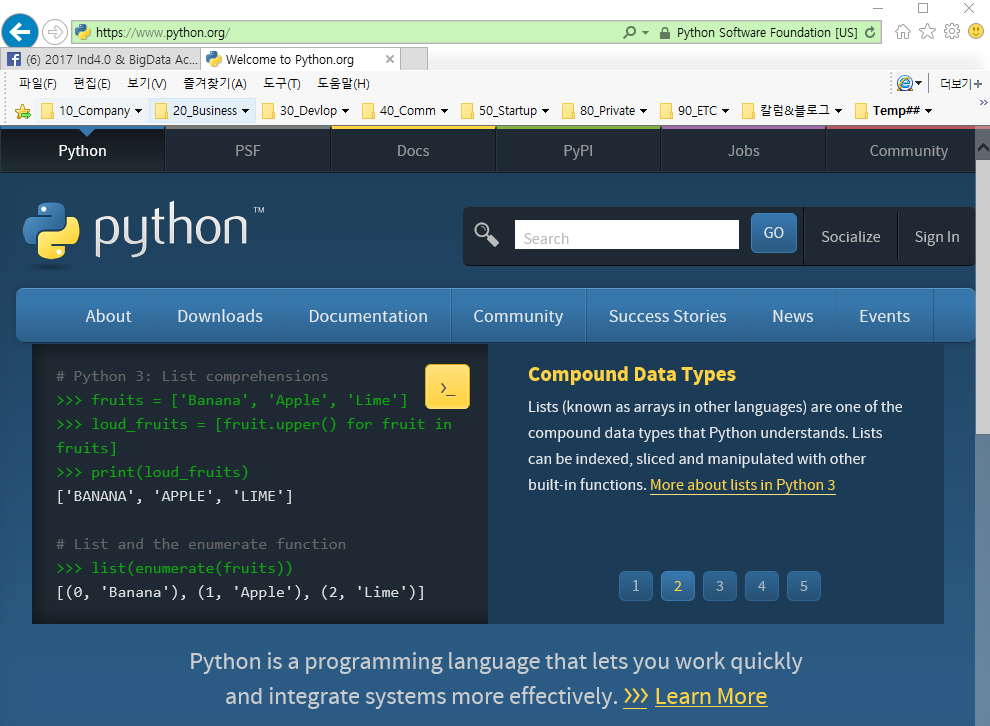 https://www.python.org/
Python Software Foundation [US]
(6) 2017 Ind4.0 & BigData Ac...
Welcome to Python.org
파일(F) 편집(E) 보기(V) 즐겨찾기(A) 도구(T) 도움말(H)
더보기
10_Company 20_Business 30_Devlop 40_Comm 50_Startup 80_Private 90_ETC 칼럼&블로그 Temp##
Python PSF Docs PyPI Jobs Community
python™
Search GO Socialize Sign In
About Downloads Documentation Community Success Stories News Events
# Python 3: List comprehensions
>>> fruits = ['Banana', 'Apple', 'Lime']
>>> loud_fruits = [fruit.upper() for fruit in
fruits]
>>> print(loud_fruits)
['BANANA', 'APPLE', 'LIME']
# List and the enumerate function
>>> list(enumerate(fruits))
[(0, 'Banana'), (1, 'Apple'), (2, 'Lime')]
>_
Compound Data Types
Lists (known as arrays in other languages) are one of the
compound data types that Python understands. Lists
can be indexed, sliced and manipulated with other
built-in functions. More about lists in Python 3
1 2 3 4 5
Python is a programming language that lets you work quickly
and integrate systems more effectively. >>> Learn More